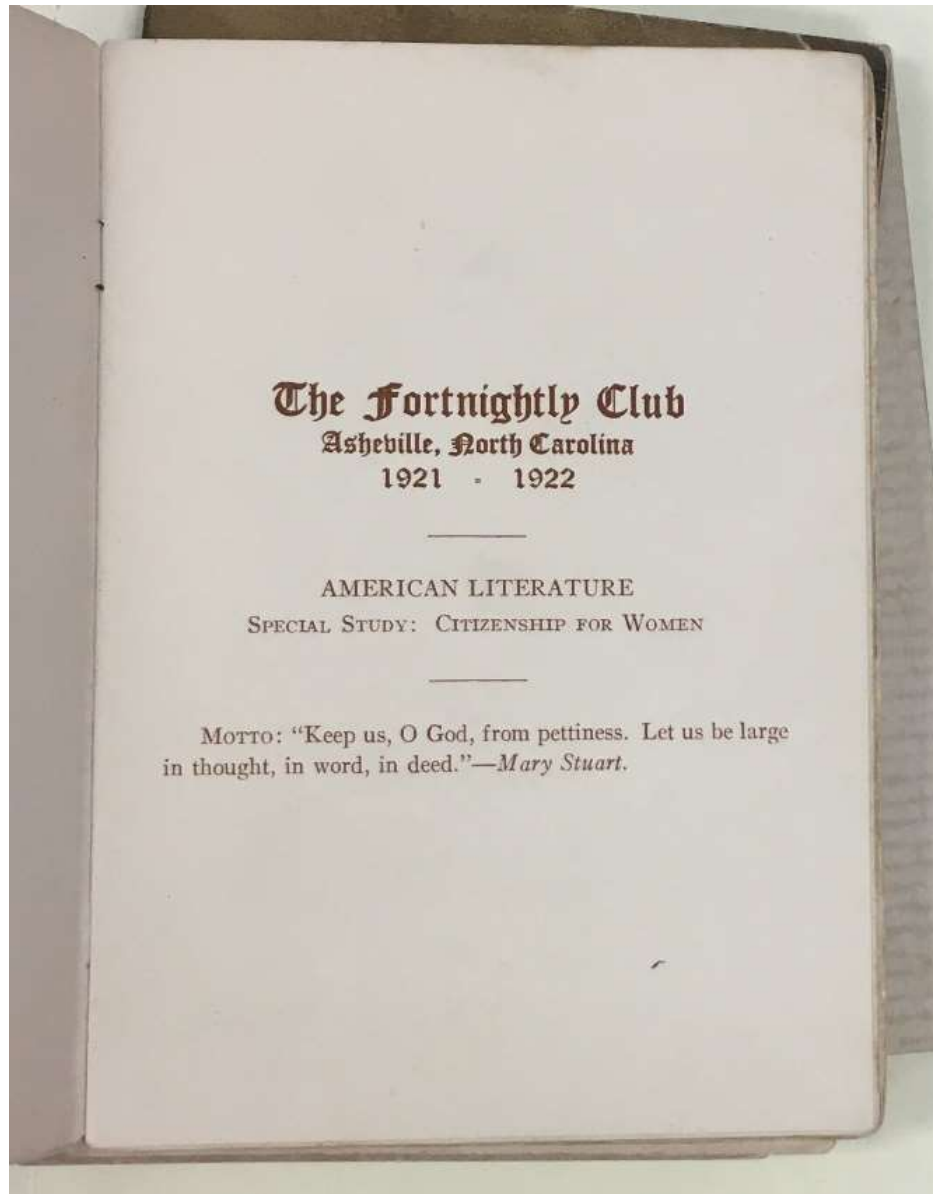 The Fortnightly Club
Asheville, North Carolina
1921 - 1922
AMERICAN LITERATURE
SPECIAL STUDY: CITIZENSHIP FOR WOMEN
MOTTO: “Keep us, O God, from pettiness. Let us be large
in thought, in word, in deed.”—Mary Stuart.